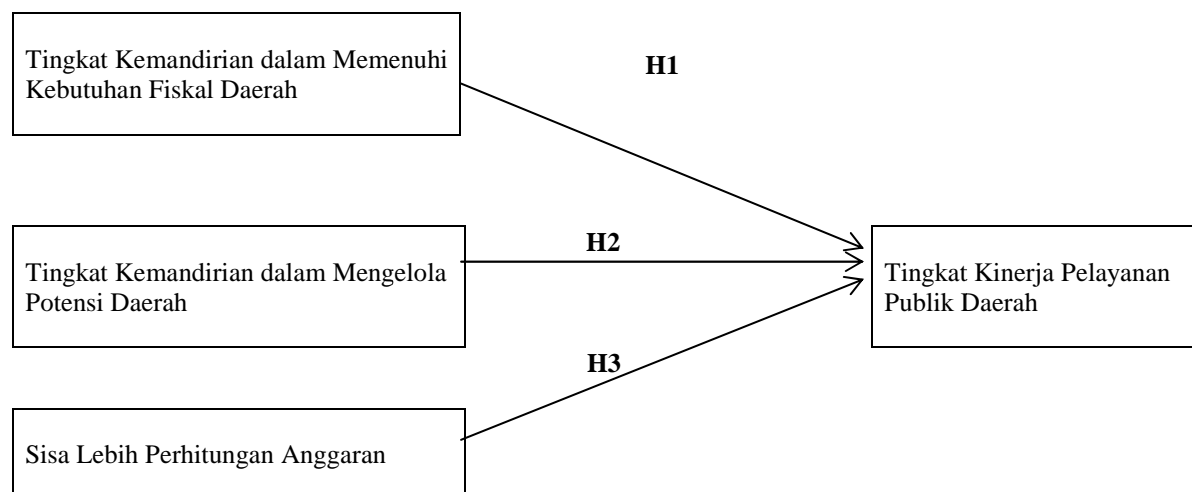 Tingkat Kemandirian dalam Memenuhi
Kebutuhan Fiskal Daerah
H1
H2
Tingkat Kemandirian dalam Mengelola
Potensi Daerah
Tingkat Kinerja Pelayanan
Publik Daerah
H3
Sisa Lebih Perhitungan Anggaran